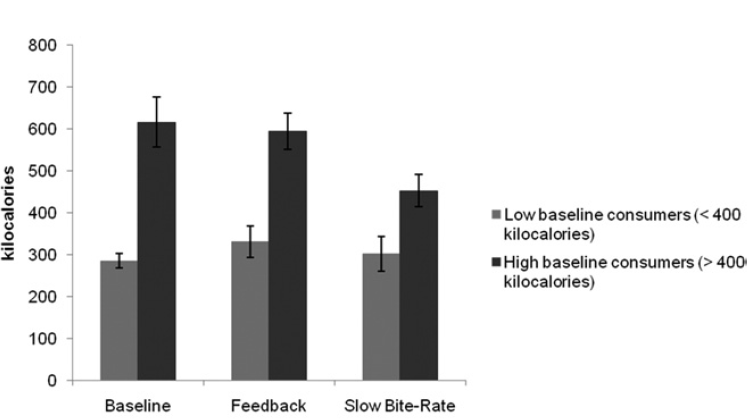 800
700
600
500
400
300
200
100
0
kilocalories
Baseline
Feedback
Slow Bite-Rate
Low baseline consumers (< 400
kilocalories)
High baseline consumers (> 400
kilocalories)